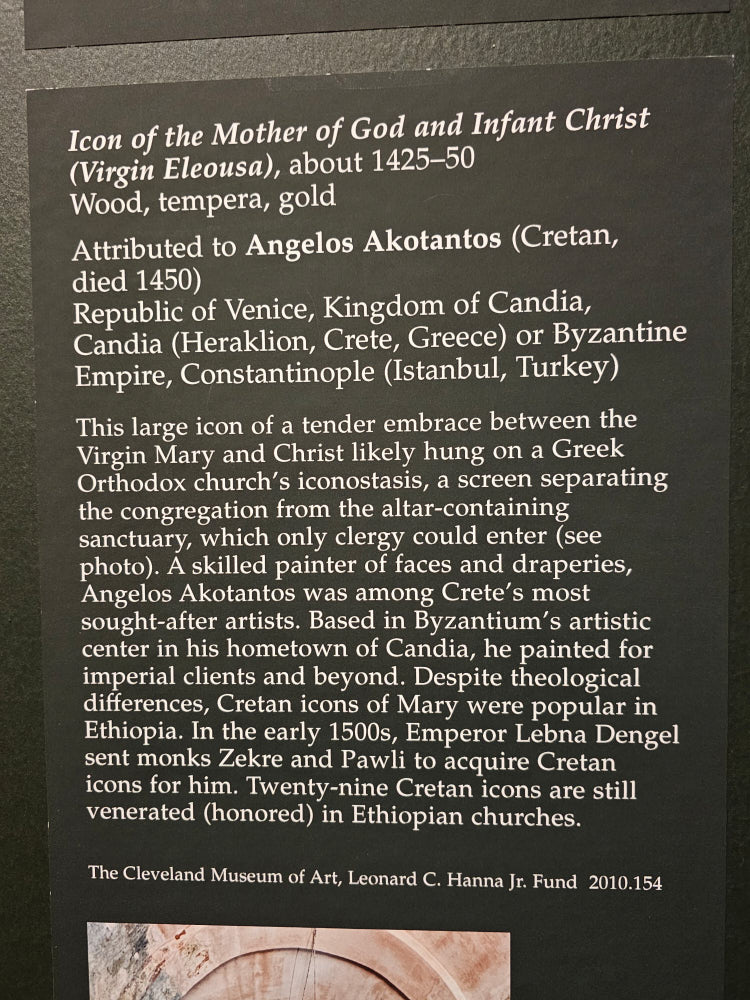 Icon of the Mother of God and Infant Christ
(Virgin Eleousa), about 1425–50
Wood, tempera, gold
Attributed to Angelos Akotantos (Cretan,
died 1450)
Republic of Venice, Kingdom of Candia,
Candia (Heraklion, Crete, Greece) or Byzantine
Empire, Constantinople (Istanbul, Turkey)
This large icon of a tender embrace between the
Virgin Mary and Christ likely hung on a Greek
Orthodox church's iconostasis, a screen separating
the congregation from the altar-containing
sanctuary, which only clergy could enter (see
photo). A skilled painter of faces and draperies,
Angelos Akotantos was among Crete's most
sought-after artists. Based in Byzantium's artistic
center in his hometown of Candia, he painted for
imperial clients and beyond. Despite theological
differences, Cretan icons of Mary were popular in
Ethiopia. In the early 1500s, Emperor Lebna Dengel
sent monks Zekre and Pawli to acquire Cretan
icons for him. Twenty-nine Cretan icons are still
venerated (honored) in Ethiopian churches.
The Cleveland Museum of Art, Leonard C. Hanna Jr. Fund 2010.154